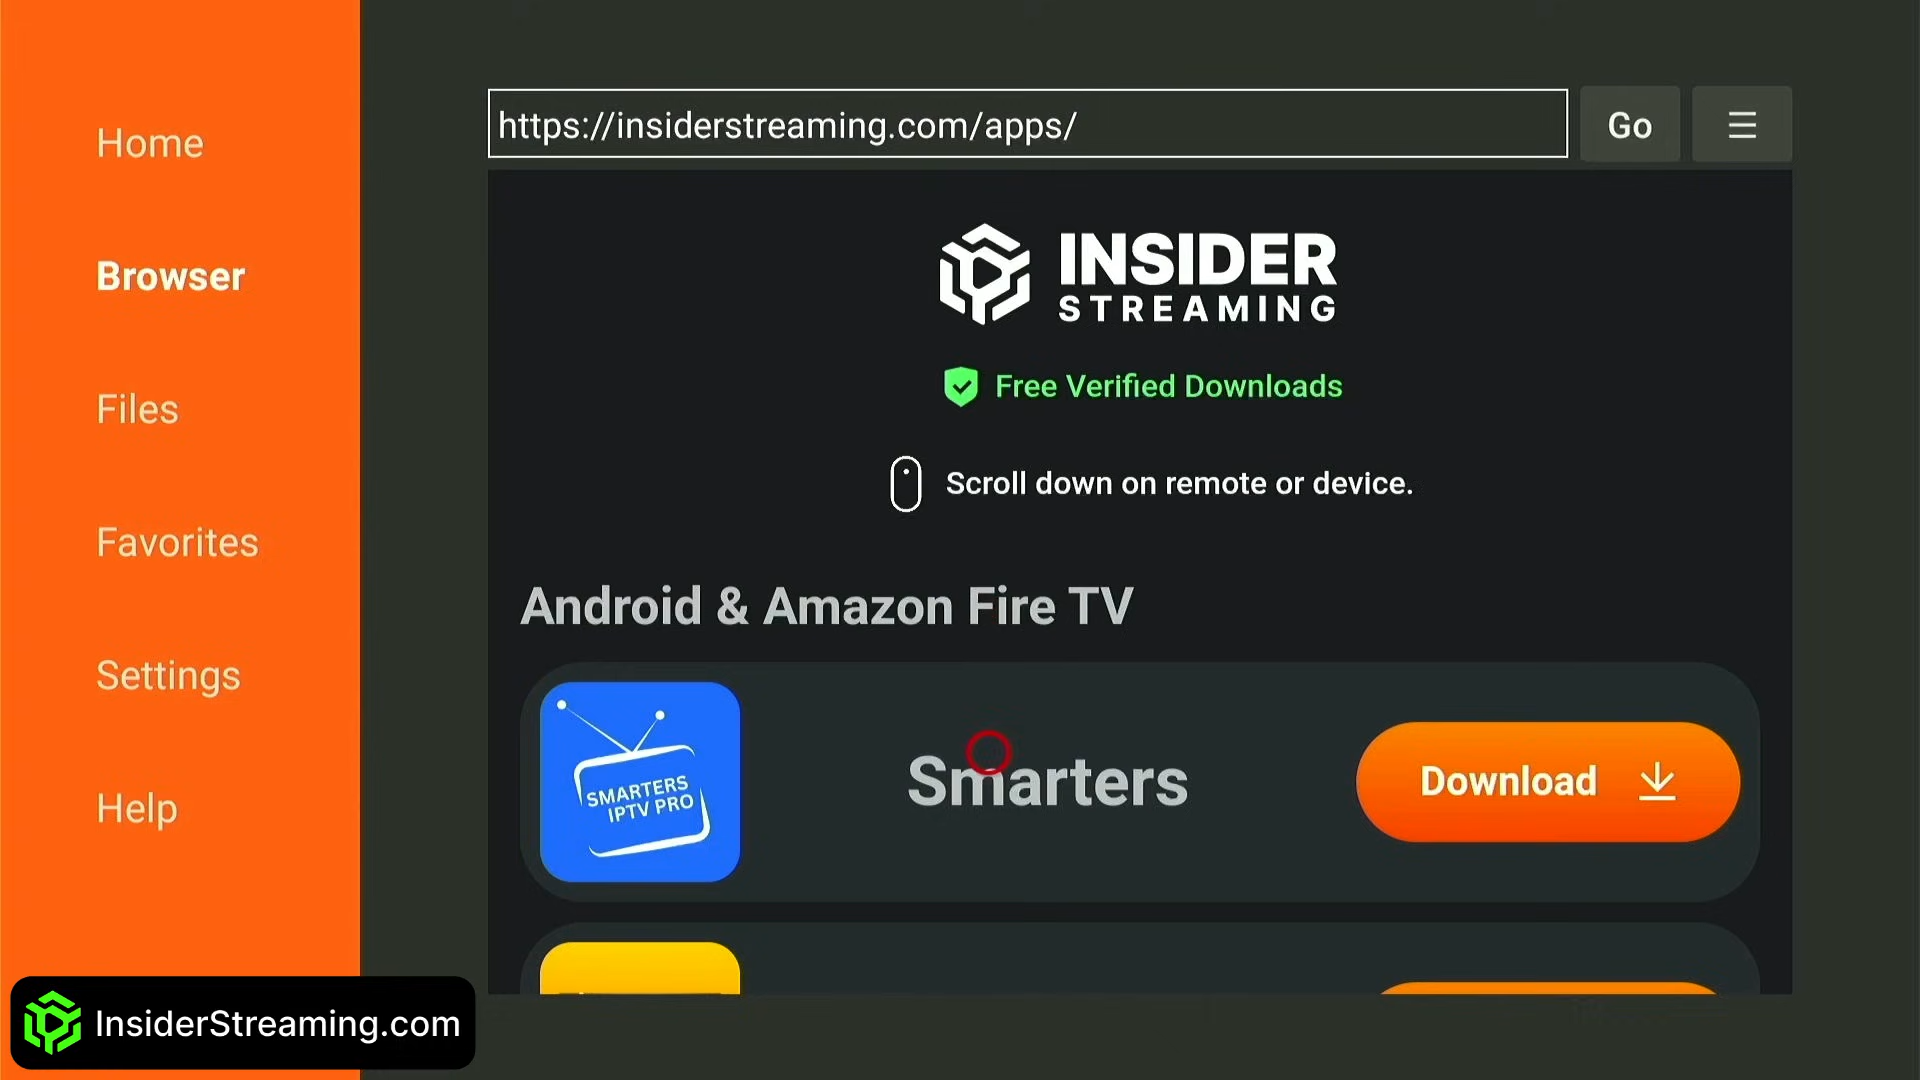 Home
Browser
Files
Favorites
Settings
Help
https://insiderstreaming.com/apps/
Go
INSIDER
STREAMING
Free Verified Downloads
Scroll down on remote or device.
Android & Amazon Fire TV
SMARTERS
IPTV PRO
Smarters
Download
InsiderStreaming.com